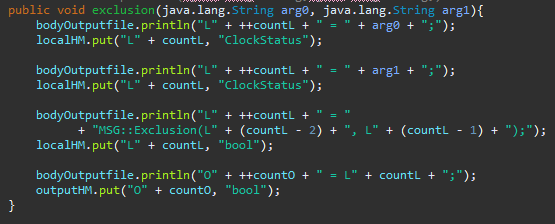 public void exclusion(java.lang.String arg0, java.lang.String arg1){
bodyOutputfile.println("L" + ++countL + " = " + arg0 + ";");
localHM.put("L" + countL, "ClockStatus");
bodyOutputfile.println("L" + ++countL + " = " + arg1 + ";");
localHM.put("L" + countL, "ClockStatus");
bodyOutputfile.println("L" + ++countL + " = "
+ "MSG::Exclusion(L" + (countL - 2) + ", L" + (countL - 1) + ");");
localHM.put("L" + countL, "bool");
bodyOutputfile.println("O" + ++countO + " = L" + countL + ";");
outputHM.put("O" + countO, "bool");
}